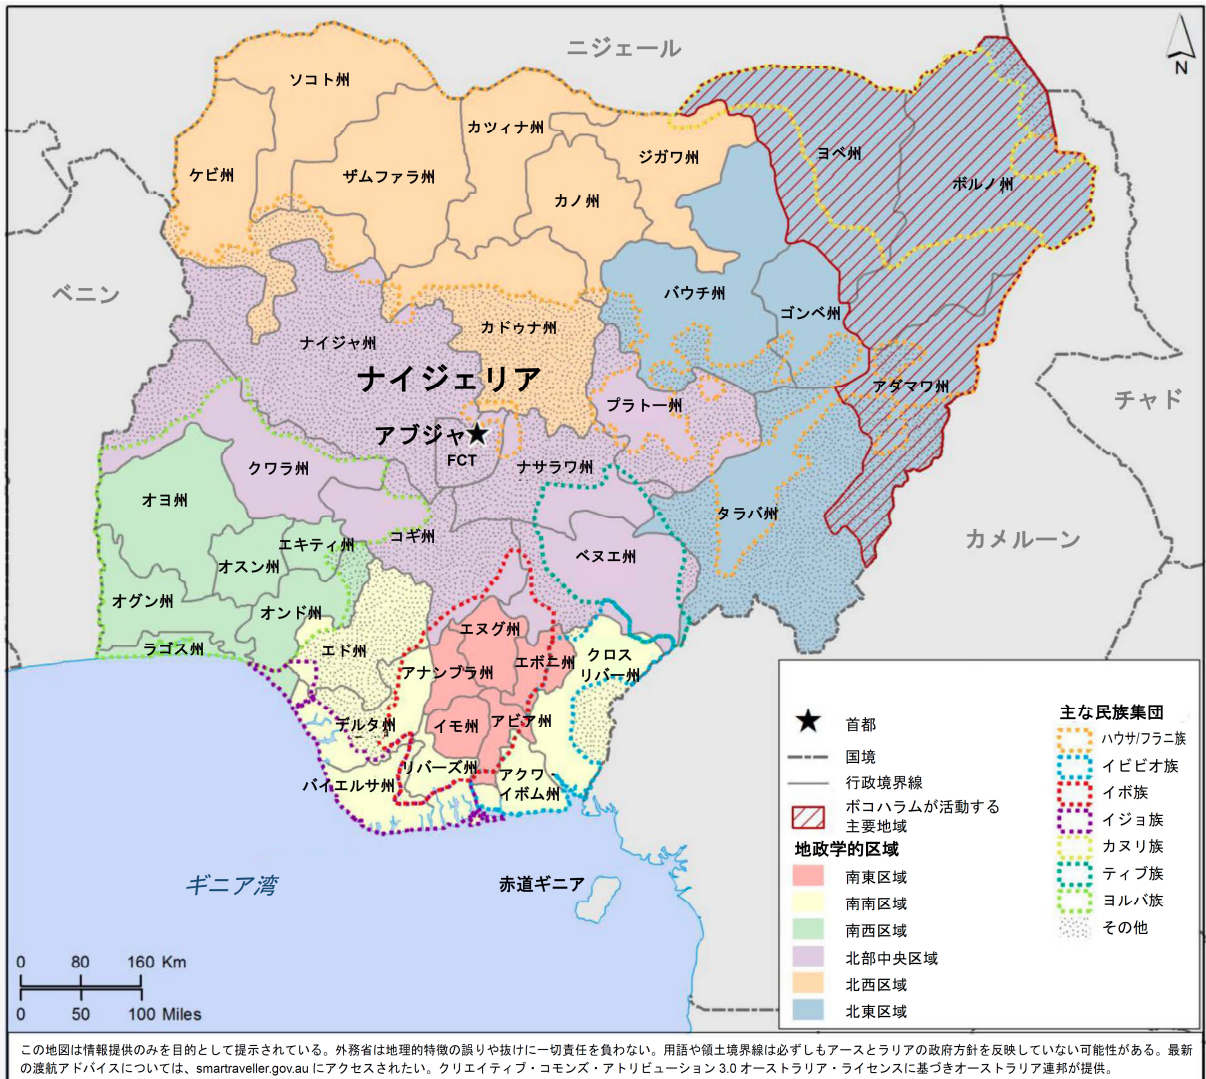 ニジェール
N
ソコト州
カツィナ州
ジガワ州
ヨベ州
ケビ州
ザムファラ州
カノ州
ボルノ州
ベニン
バウチ州
ゴンベ州
カドゥナ州
ナイジャ州
ナイジェリア
アダマワ州
チャド
プラトー州
アブジャ
FCT
ナサラワ州
クワラ州
オヨ州
タラバ州
コギ州
エキティ州
カメルーン
ベヌエ州
オスン州
オグン州
オンド州
エヌグ州
ラゴス州
エド州
アナンブラ州
エボニ州
クロス
リバー州
デルタ州
イモ州
アビア州
リバーズ州
バイエルサ州
アクワ・
イボム州
ギニア湾
赤道ギニア
首都
国境
行政境界線
ボコハラムが活動する
主要地域
地政学的区域
南東区域
南南区域
南西区域
北部中央区域
北西区域
北東区域
主な民族集団
ハウサ/フラニ族
イビビオ族
イボ族
イジョ族
カヌリ族
ティブ族
ヨルバ族
その他
0 80 160 Km
0 50 100 Miles
この地図は情報提供のみを目的として提示されている。外務省は地理的特徴の誤りや抜けに一切責任を負わない。用語や領土境界線は必ずしもアースとラリアの政府方針を反映していない可能性がある。最新
の渡航アドバイスについては、smartraveller.gov.au にアクセスされたい。クリエイティブ・コモンズ・アトリビューション 3.0 オーストラリア・ライセンスに基づきオーストラリア連邦が提供。